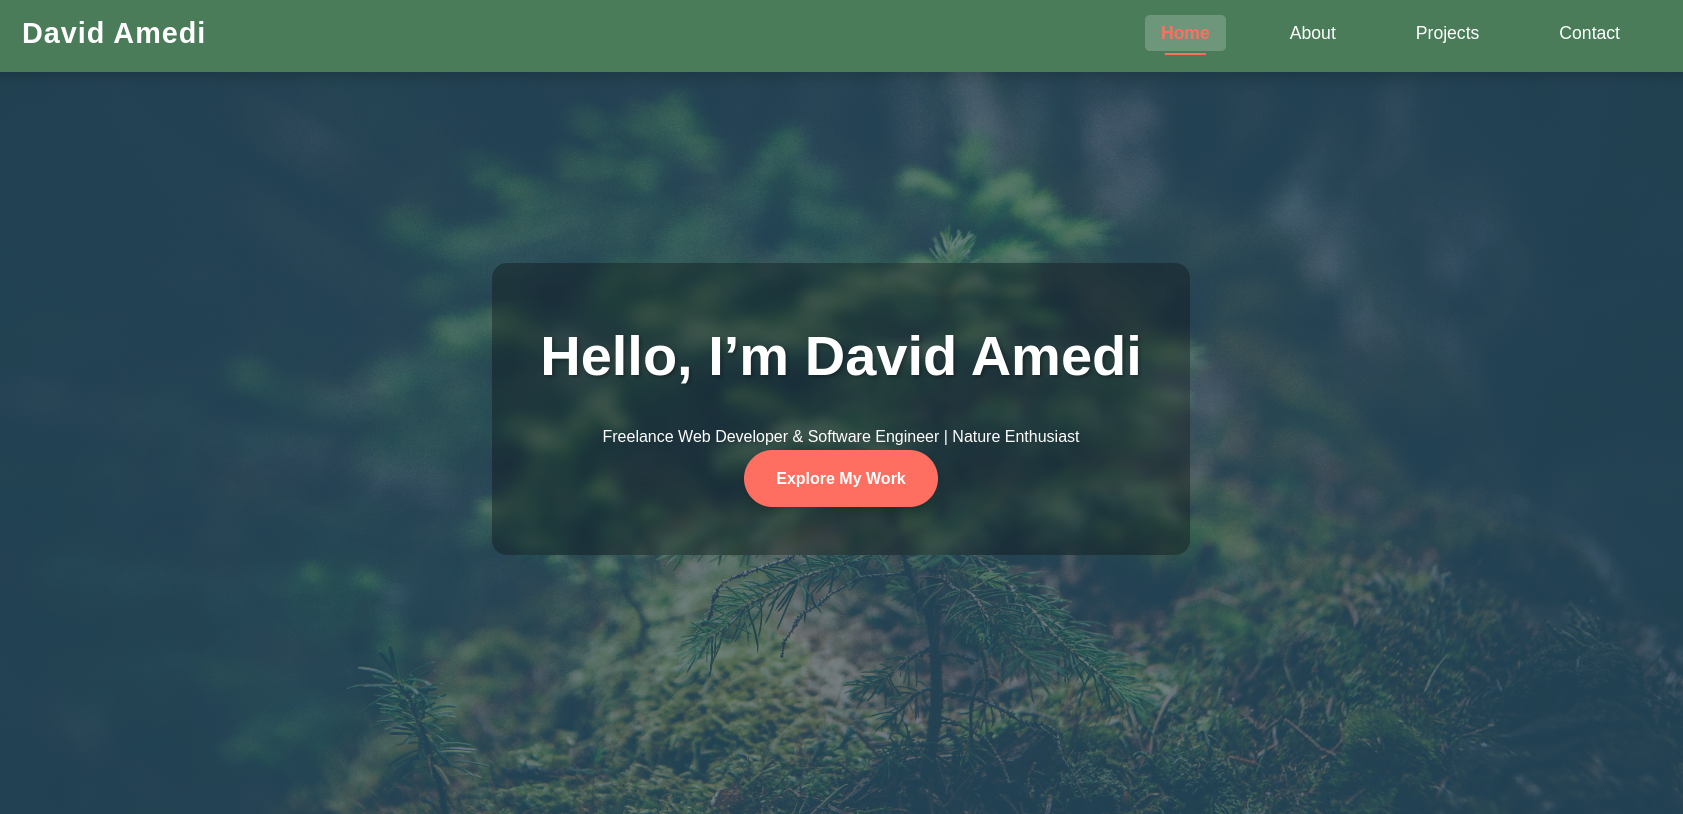 David Amedi
Home
About
Projects
Contact
Hello, I’m David Amedi
Freelance Web Developer & Software Engineer | Nature Enthusiast
Explore My Work